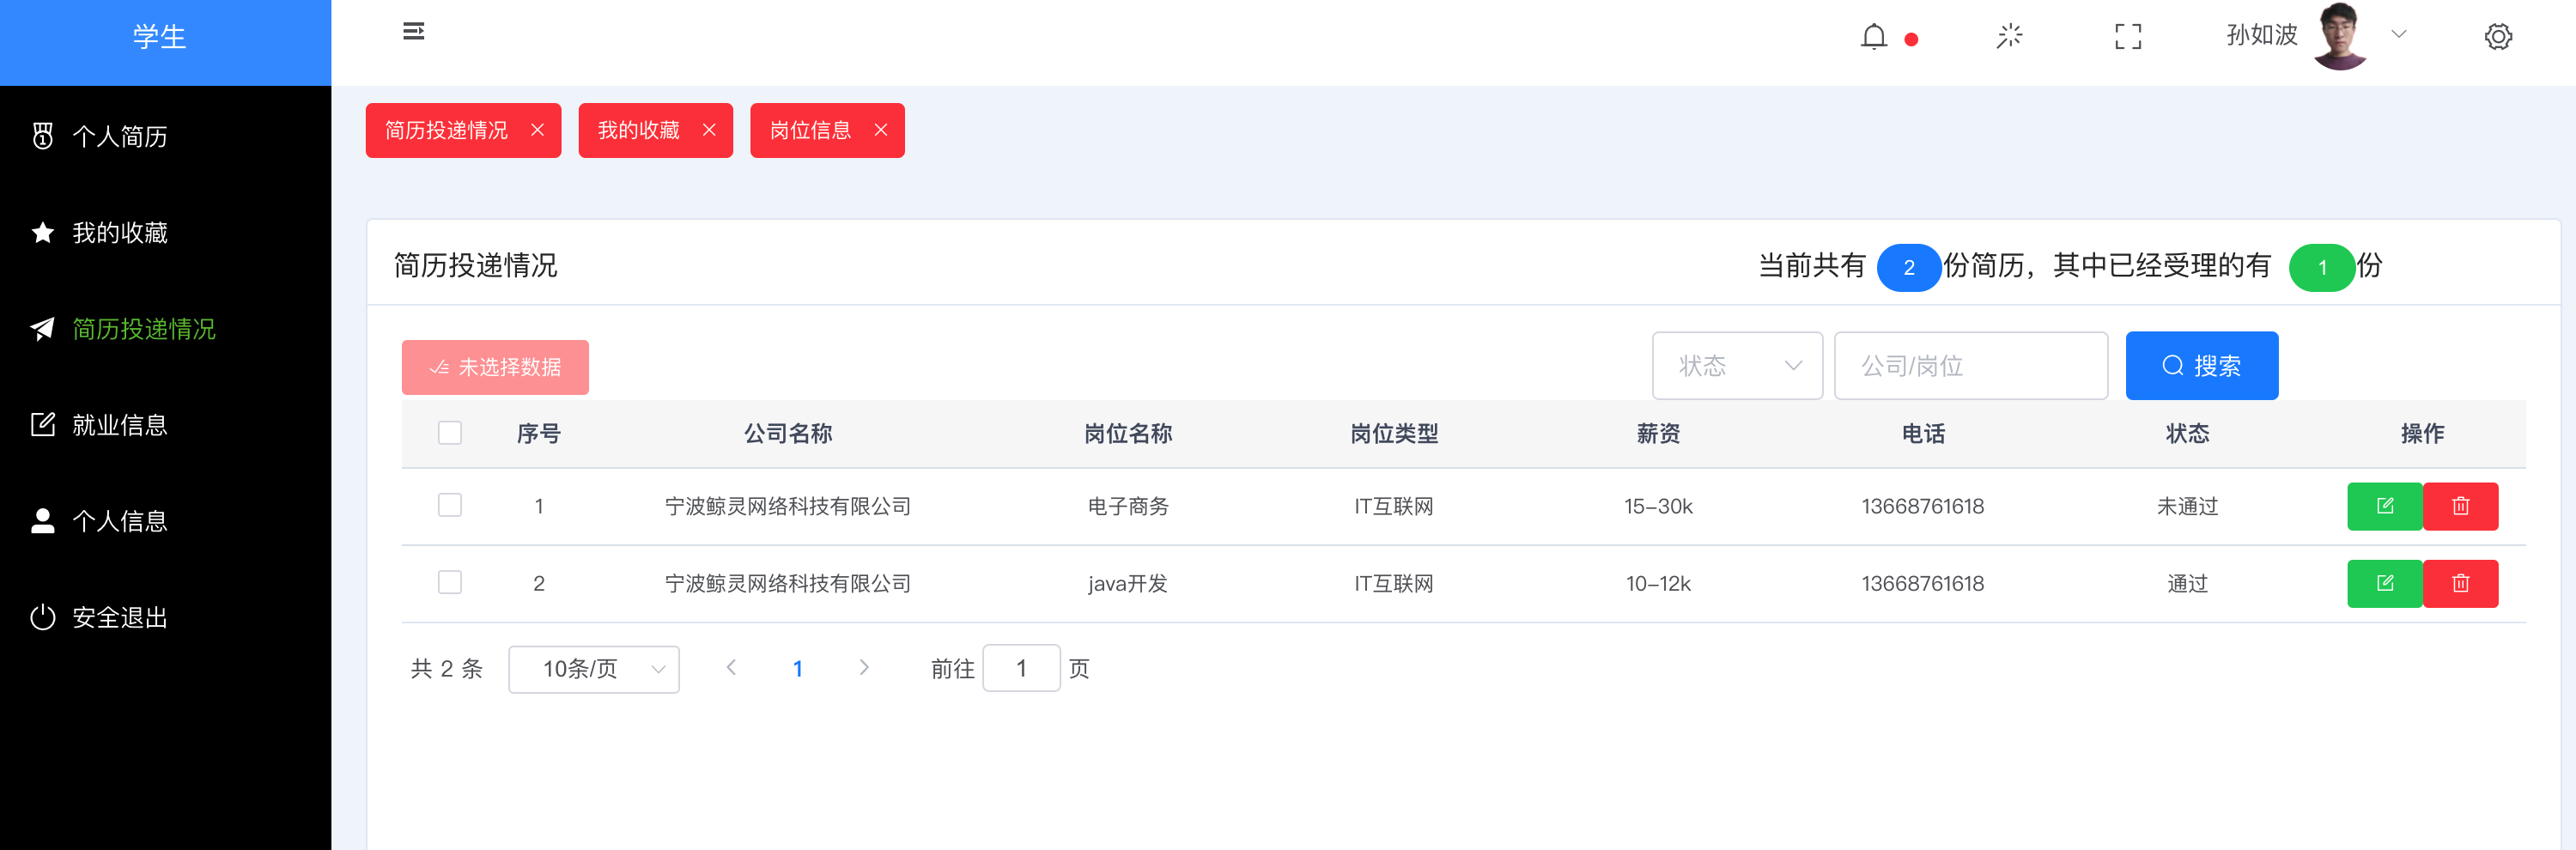 学生
孙如波
个人简历
我的收藏
简历投递情况
就业信息
个人信息
安全退出
简历投递情况 我的收藏 岗位信息
简历投递情况
当前共有 2 份简历，其中已经受理的有 1 份
未选择数据
状态 公司/岗位 搜索
序号 公司名称 岗位名称 岗位类型 薪资 电话 状态 操作
1 宁波鲸灵网络科技有限公司 电子商务 IT互联网 15-30k 13668761618 未通过
2 宁波鲸灵网络科技有限公司 java开发 IT互联网 10-12k 13668761618 通过
共 2 条 10条/页 1 前往 1 页